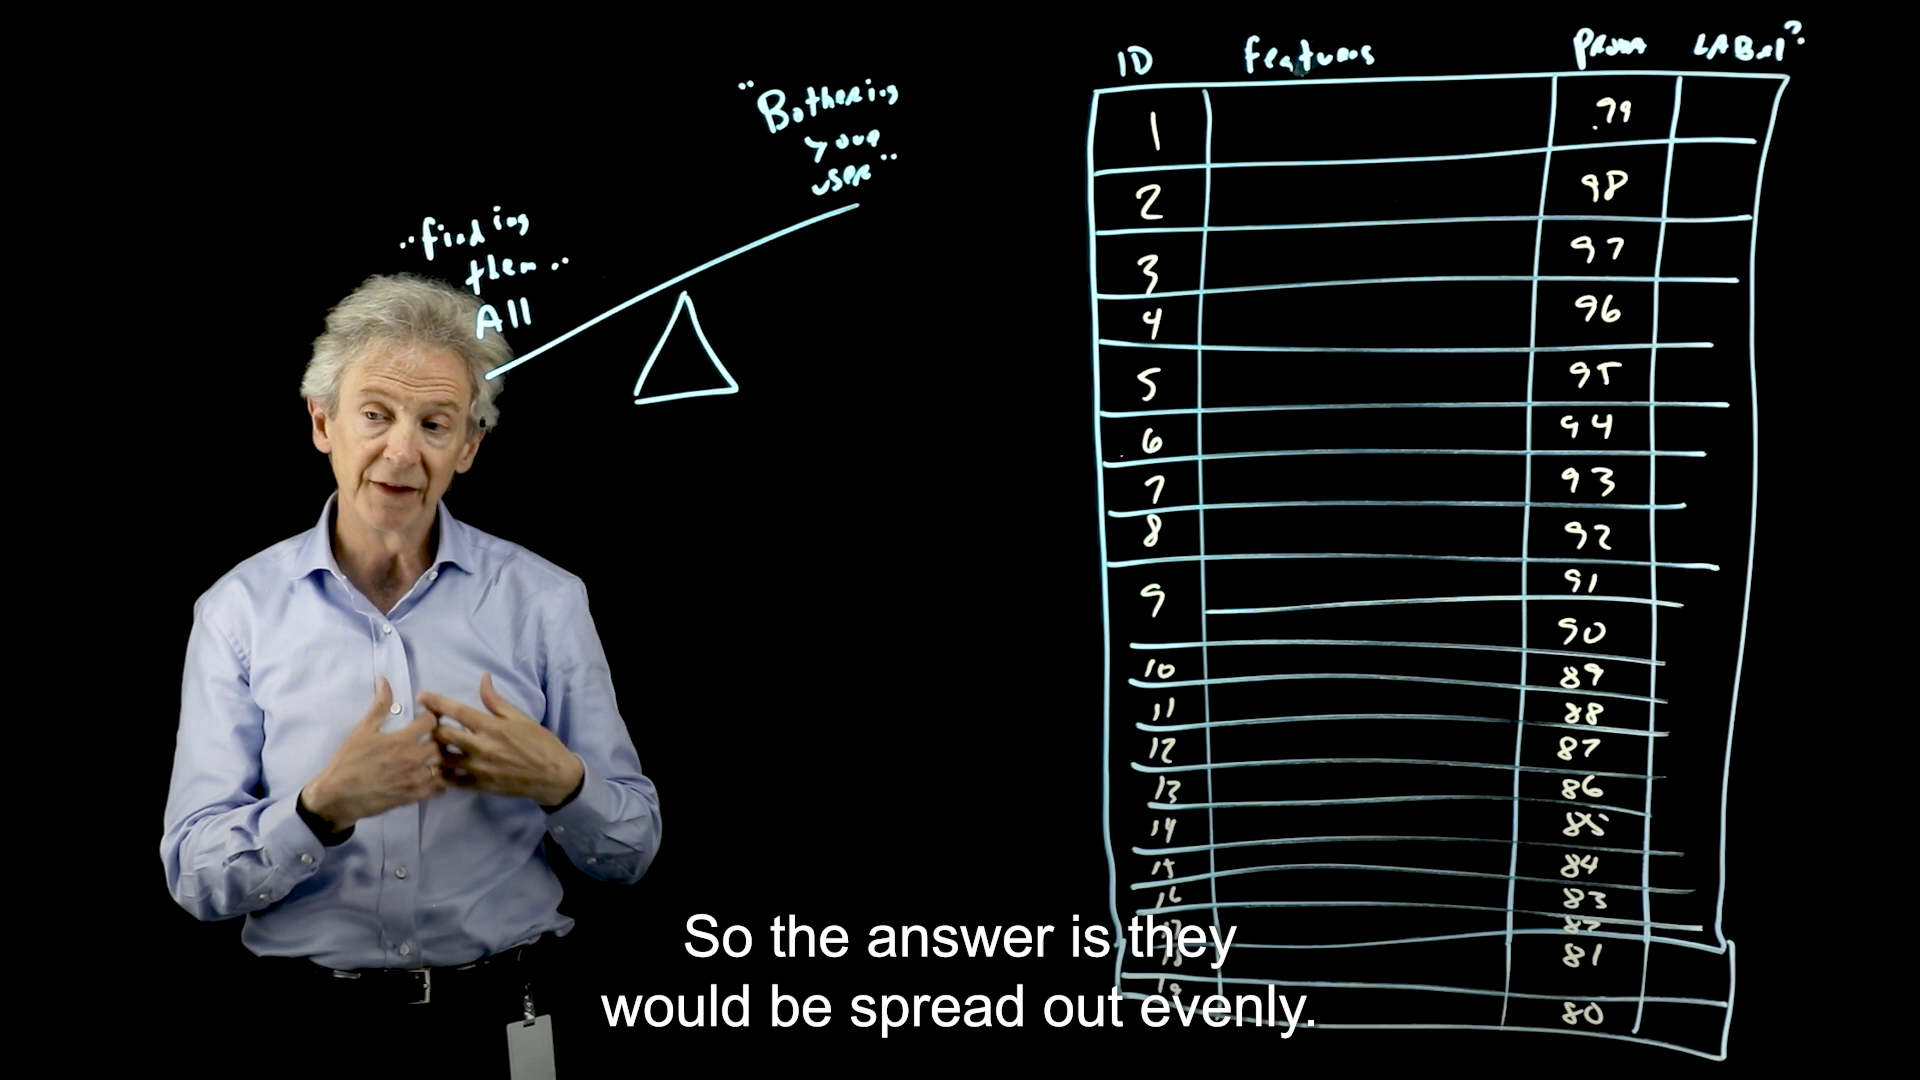 "Bothering
your
user"
"finding
them"
All
ID features PROBA LABEL?
1 .99
2 98
3 97
4 96
5 95
6 94
7 93
8 92
9 91
90
10 89
11 88
12 87
13 86
14 85
15 84
16 83
82
81
80
So the answer is they
would be spread out evenly.